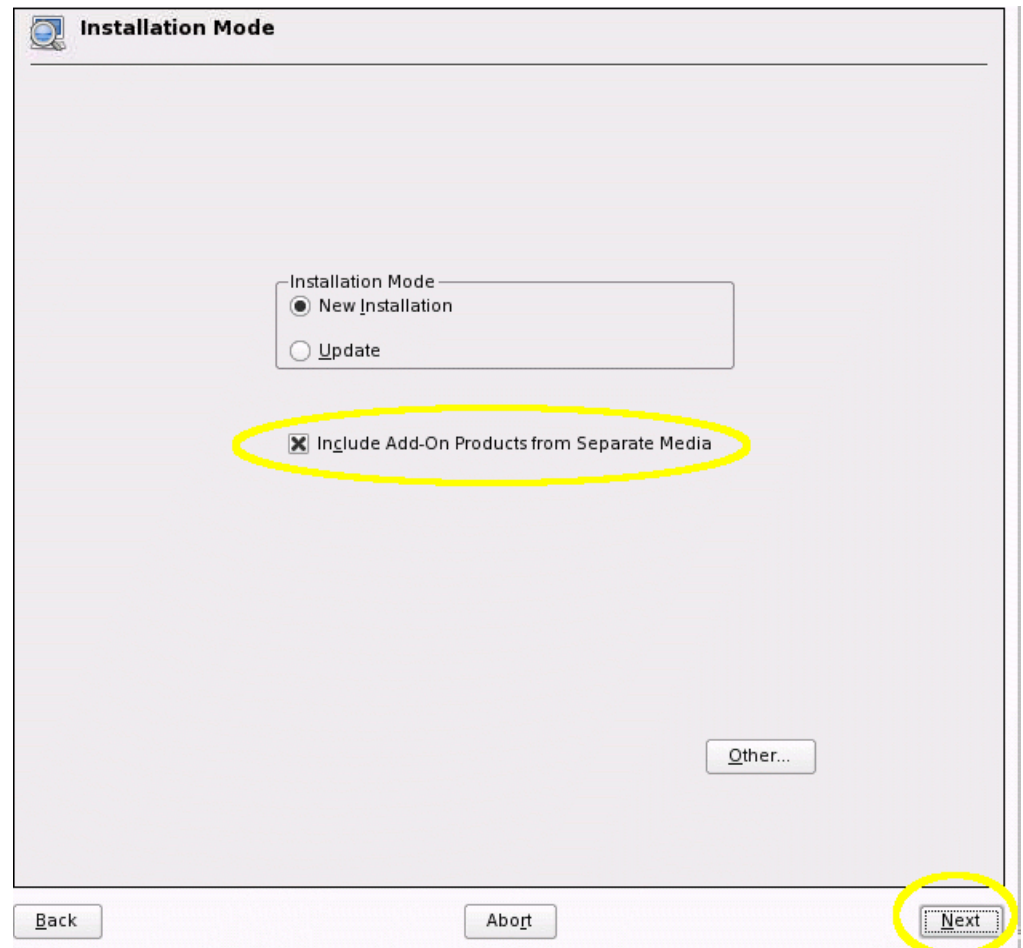 Installation Mode
Installation Mode
New Installation
Update
Include Add-On Products from Separate Media
Other...
Back
Abort
Next